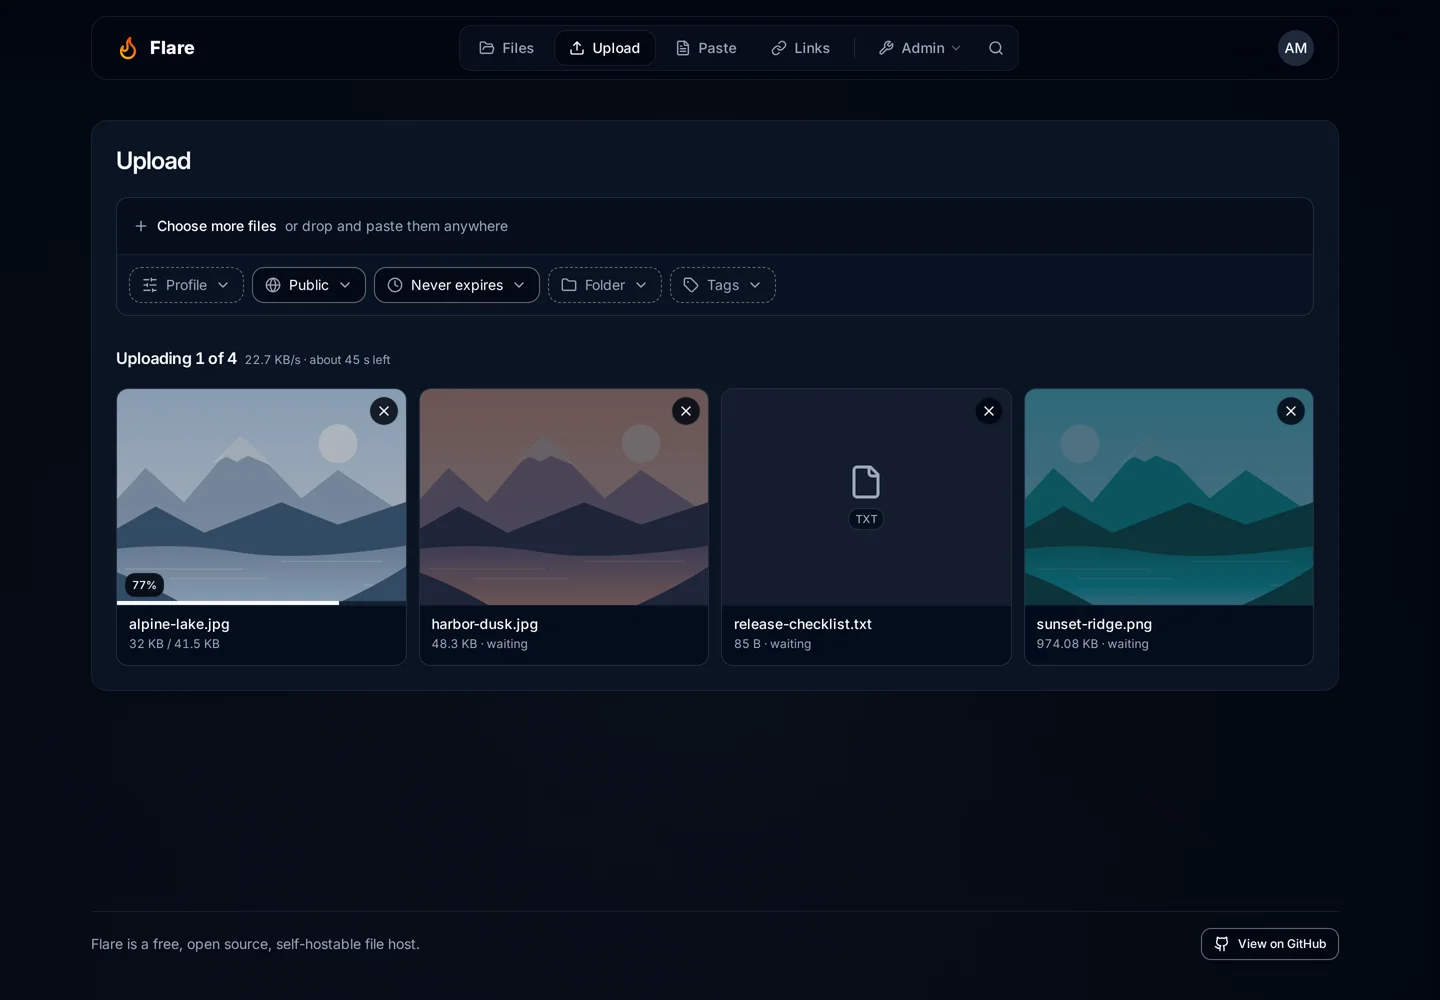 Flare
Files
Upload
Paste
Links
Admin
AM
Upload
Choose more files or drop and paste them anywhere
Profile
Public
Never expires
Folder
Tags
Uploading 1 of 4 22.7 KB/s · about 45 s left
77%
TXT
alpine-lake.jpg
32 KB / 41.5 KB
harbor-dusk.jpg
48.3 KB · waiting
release-checklist.txt
85 B · waiting
sunset-ridge.png
974.08 KB · waiting
Flare is a free, open source, self-hostable file host.
View on GitHub